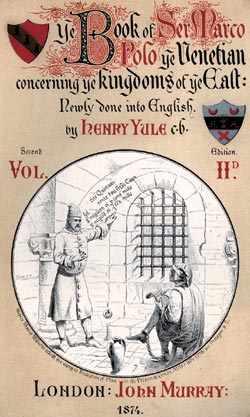 Ye Book of Ser Marco
Polo ye Venetian
concerning ye kingdoms of ye East:
Newly done into English.
by HENRY YULE c·b·
Second
Edition.
VOL.
IID.
LONDON: JOHN MURRAY:
1874.